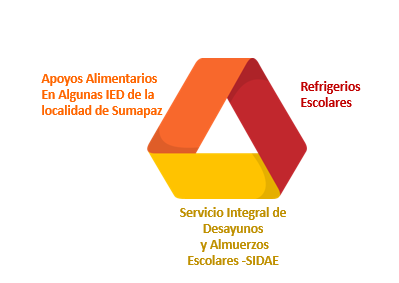 Apoyos Alimentarios
En Algunas IED de la
localidad de Sumapaz
Refrigerios
Escolares
Servicio Integral de
Desayunos
y Almuerzos
Escolares -SIDAE